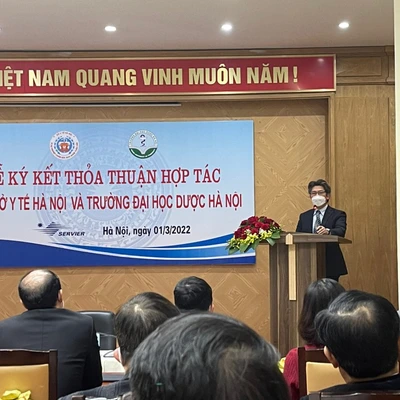 VIỆT NAM QUANG VINH MUÔN NĂM !
KÝ KẾT THỎA THUẬN HỢP TÁC
Y TẾ HÀ NỘI VÀ TRƯỜNG ĐẠI HỌC DƯỢC HÀ NỘI
SERVIER
Hà Nội, ngày 01/3/2022